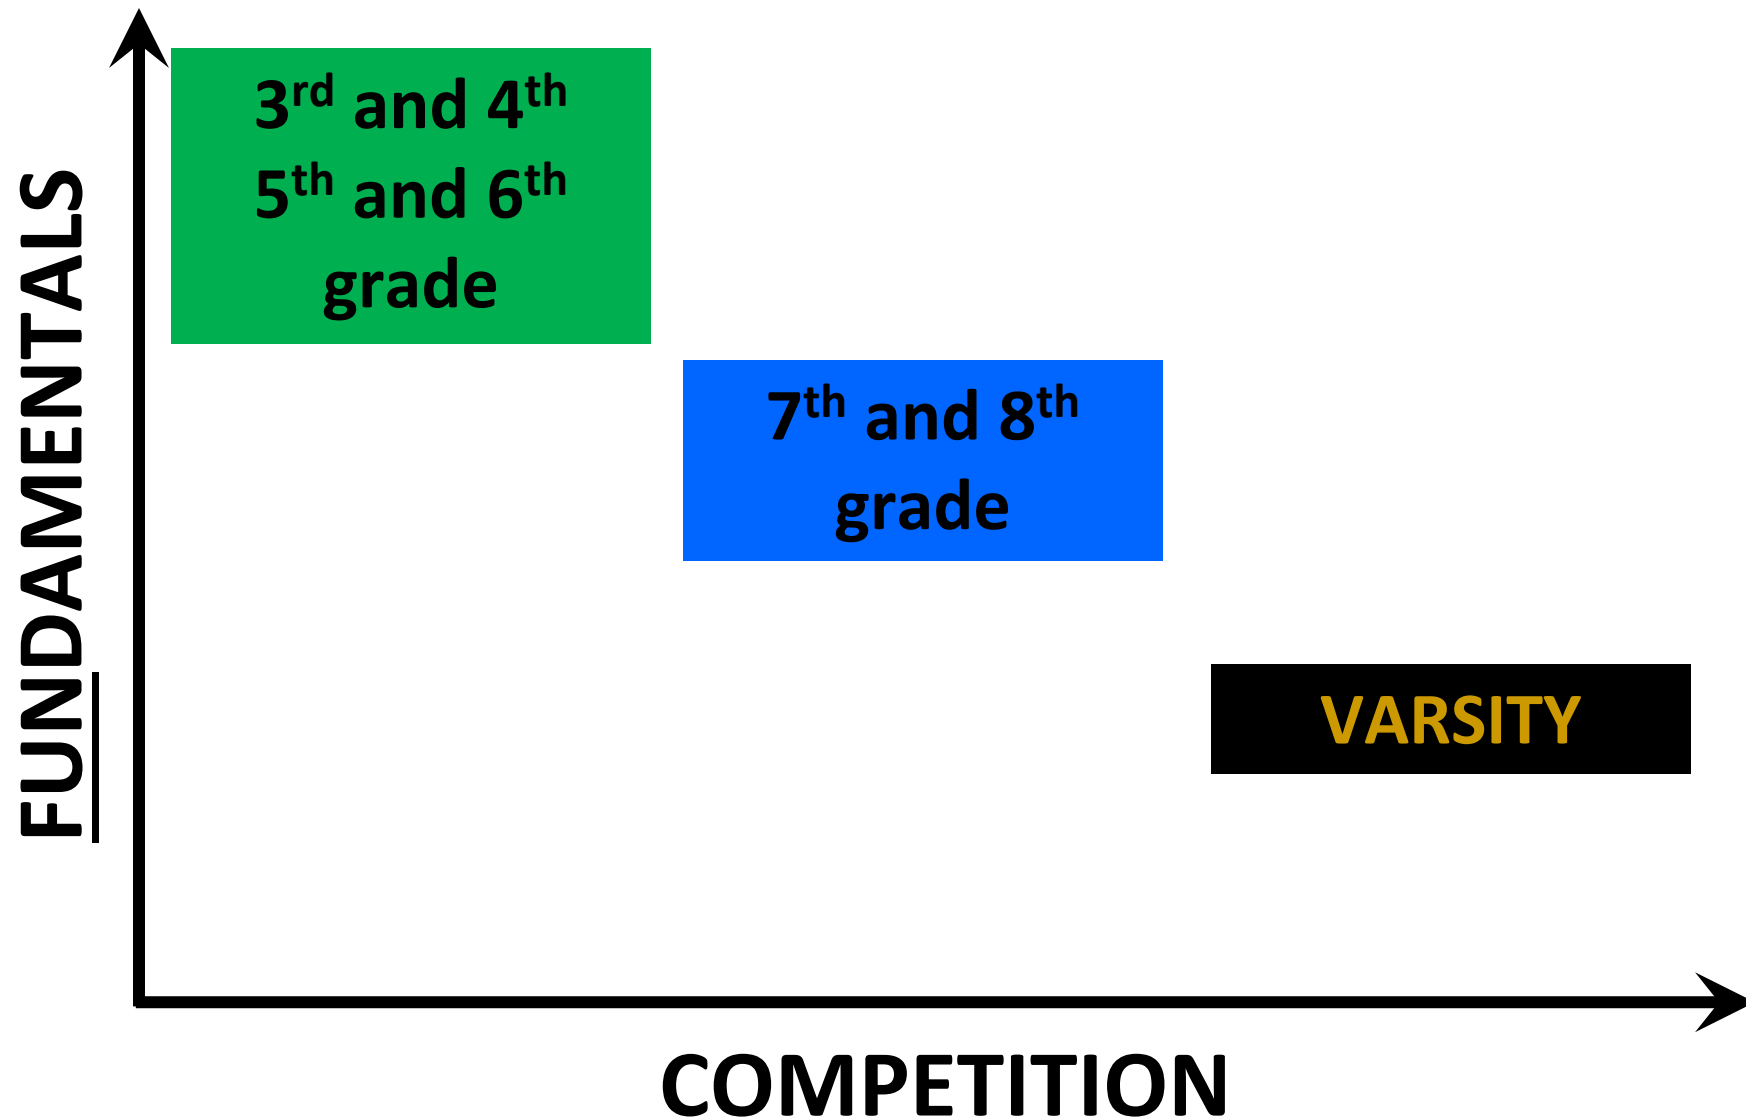 FUNDAMENTALS
3rd and 4th
5th and 6th
grade
7th and 8th
grade
VARSITY
COMPETITION